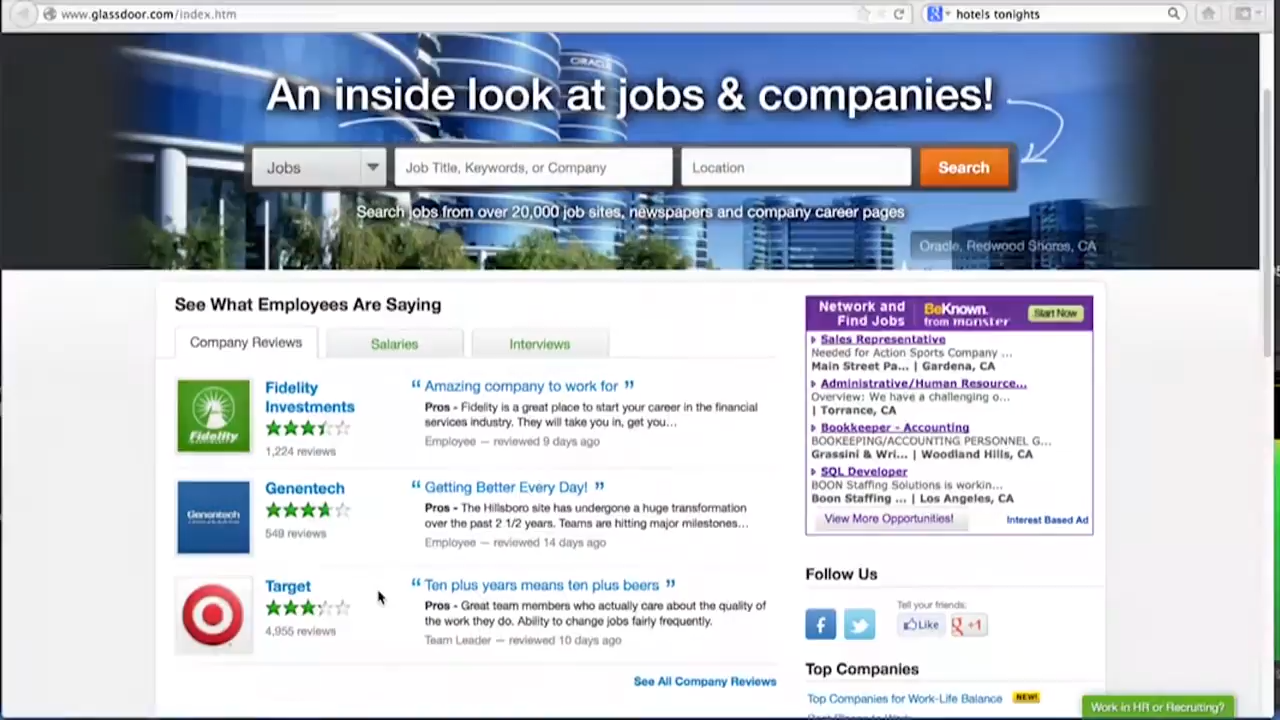 www.glassdoor.com/index.htm
hotels tonights
ORACLE
An inside look at jobs & companies!
Jobs
Job Title, Keywords, or Company
Location
Search
Search jobs from over 20,000 job sites, newspapers and company career pages
Oracle, Redwood Shores, CA
See What Employees Are Saying
Company Reviews
Salaries
Interviews
Fidelity
Fidelity
Investments
1,224 reviews
“ Amazing company to work for ”
Pros - Fidelity is a great place to start your career in the financial
services industry. They will take you in, get you...
Employee — reviewed 9 days ago
Genentech
Genentech
549 reviews
“ Getting Better Every Day! ”
Pros - The Hillsboro site has undergone a huge transformation
over the past 2 1/2 years. Teams are hitting major milestones...
Employee — reviewed 14 days ago
Target
4,955 reviews
“ Ten plus years means ten plus beers ”
Pros - Great team members who actually care about the quality of
the work they do. Ability to change jobs fairly frequently.
Team Leader — reviewed 10 days ago
See All Company Reviews
Network and
Find Jobs
BeKnown
from monster
Start Now
Sales Representative
Needed for Action Sports Company ...
Main Street Pa... | Gardena, CA
Administrative/Human Resource...
Overview: We have a challenging o...
| Torrance, CA
Bookkeeper - Accounting
BOOKEEPING/ACCOUNTING PERSONNEL G...
Grassini & Wri... | Woodland Hills, CA
SQL Developer
BOON Staffing Solutions is workin...
Boon Staffing ... | Los Angeles, CA
View More Opportunities!
Interest Based Ad
Follow Us
Tell your friends:
Like
+1
Top Companies
Top Companies for Work-Life Balance NEW!
Work in HR or Recruiting?